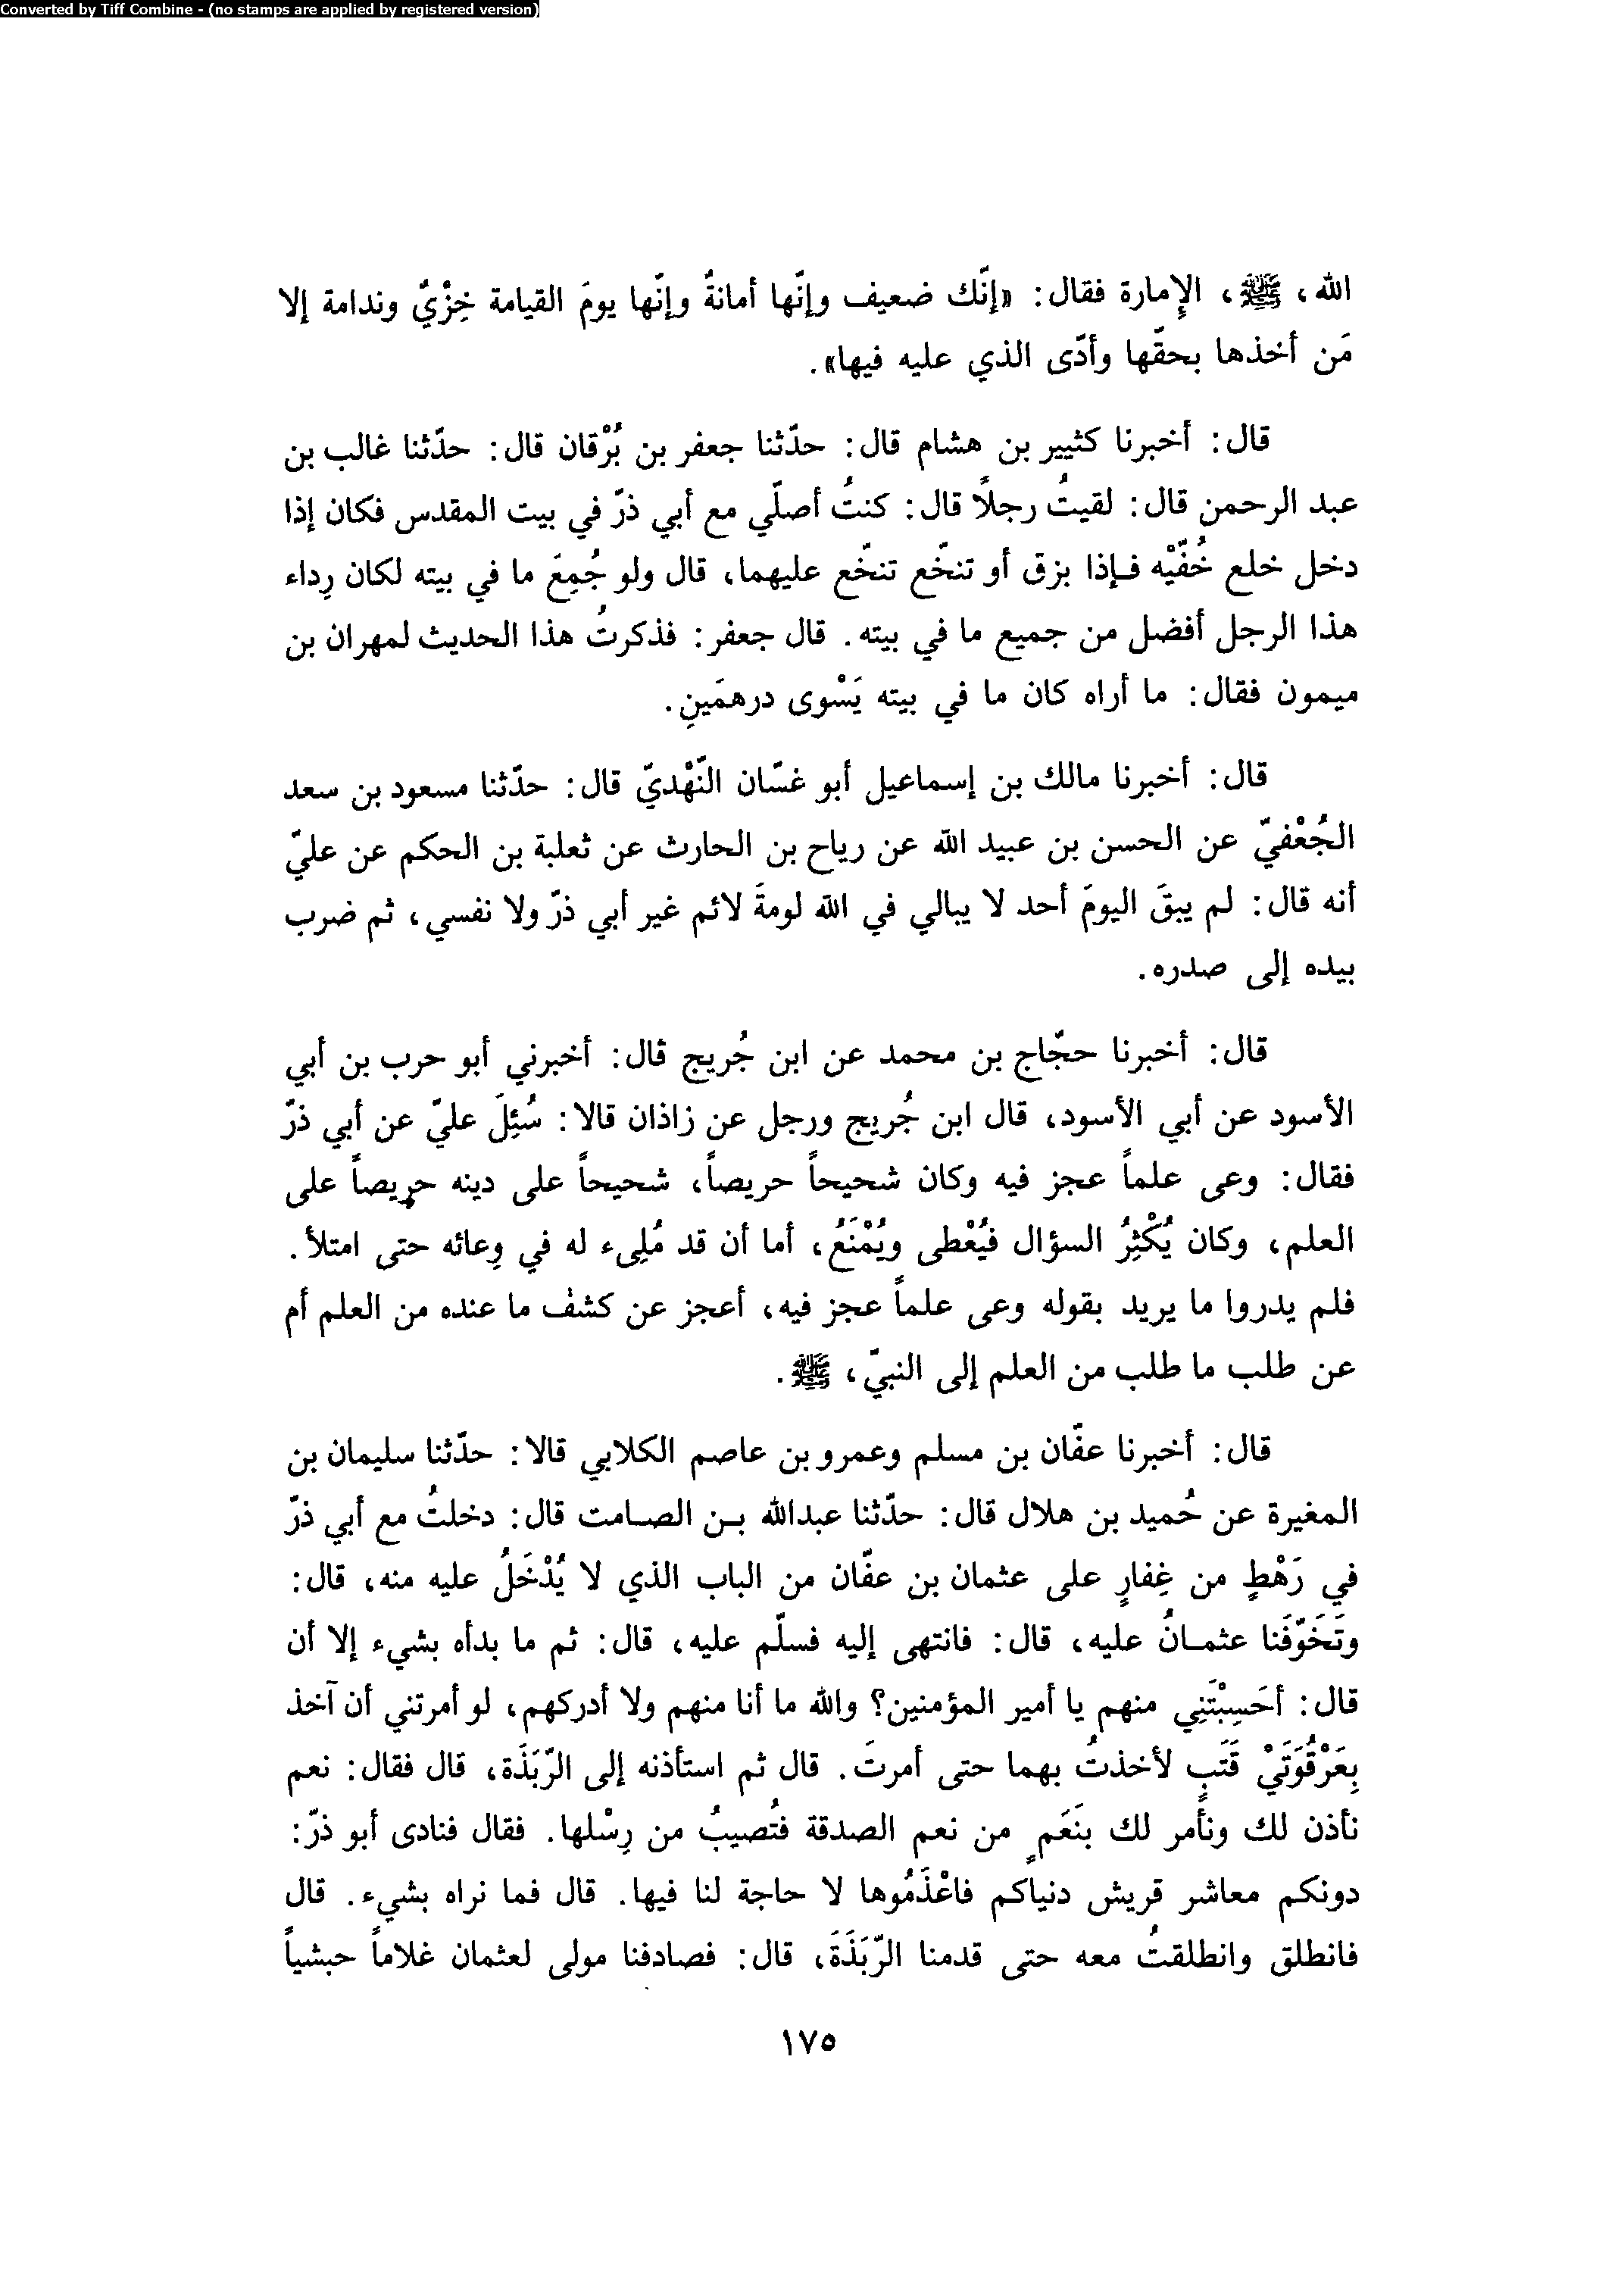 Converted by Tiff Combine - (no stamps are applied by registered version)
الله، ﷺ، الإِمارة فقال: «إنّك ضعيف وإنّها أمانةٌ وإنّها يومَ القيامة خِزْيٌ وندامة إلا
مَن أخذها بحقّها وأدّى الذي عليه فيها».
قال: أخبرنا كثيير بن هشام قال: حدّثنا جعفر بن بُرْقان قال: حدّثنا غالب بن
عبد الرحمن قال: لقيتُ رجلاً قال: كنتُ أصلّي مع أبي ذرّ في بيت المقدس فكان إذا
دخل خلع خُفّيْه فإذا بزق أو تنخّع تنخّع عليهما، قال ولو جُمِعَ ما في بيته لكان رِداء
هذا الرجل أفضل من جميع ما في بيته. قال جعفر: فذكرتُ هذا الحديث لمهران بن
ميمون فقال: ما أراه كان ما في بيته يَسْوى درهمَينِ.
قال: أخبرنا مالك بن إسماعيل أبو غسّان النّهْديّ قال: حدّثنا مسعود بن سعد
الجُعْفيّ عن الحسن بن عبيد الله عن رياح بن الحارث عن ثعلبة بن الحكم عن عليّ
أنه قال: لم يبقَ اليومَ أحد لا يبالي في الله لومةَ لائم غير أبي ذرّ ولا نفسي، ثم ضرب
بيده إلى صدره.
قال: أخبرنا حجّاج بن محمد عن ابن جُريج قال: أخبرني أبو حرب بن أبي
الأسود عن أبي الأسود، قال ابن جُريج ورجل عن زاذان قالا: سُئِلَ عليّ عن أبي ذرّ
فقال: وعى علماً عجز فيه وكان شحيحاً حريصاً، شحيحاً على دينه حريصاً على
العلم، وكان يُكْثِرُ السؤال فيُعْطى ويُمْنَعُ، أما أن قد مُلِىء له في وِعائه حتى امتلأ.
فلم يدروا ما يريد بقوله وعى علماً عجز فيه، أعجز عن كشف ما عنده من العلم أم
عن طلب ما طلب من العلم إلى النبيّ، ﷺ.
قال: أخبرنا عفّان بن مسلم وعمرو بن عاصم الكلابي قالا: حدّثنا سليمان بن
المغيرة عن حُميد بن هلال قال: حدّثنا عبدالله بن الصامت قال: دخلتُ مع أبي ذرّ
في رَهْطٍ من غِفارٍ على عثمان بن عفّان من الباب الذي لا يُدْخَلُ عليه منه، قال:
وتَخَوّفَنا عثمانُ عليه، قال: فانتهى إليه فسلّم عليه، قال: ثم ما بدأه بشيء إلا أن
قال: أحَسِبْتَنِي منهم يا أمير المؤمنين؟ والله ما أنا منهم ولا أدركهم، لو أمرتني أن آخذ
بِعَرْقُوَتَيْ قَتَبٍ لأخذتُ بهما حتى أمرتَ. قال ثم استأذنه إلى الرّبَذَة، قال فقال: نعم
نأذن لك ونأمر لك بنَعَمٍ من نعم الصدقة فتُصيبُ من رِسْلها. فقال فنادى أبو ذرّ:
دونكم معاشر قريش دنياكم فاعْذَمُوها لا حاجة لنا فيها. قال فما نراه بشيء. قال
فانطلق وانطلقتُ معه حتى قدمنا الرّبَذَةَ، قال: فصادفنا مولى لعثمان غلاماً حبشياً
١٧٥